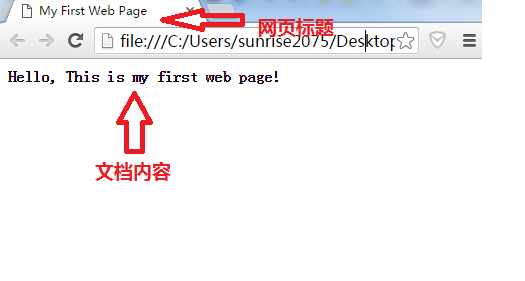 My First Web Page
网页标题
file:///C:/Users/sunrise2075/Desktop
Hello, This is my first web page!
文档内容